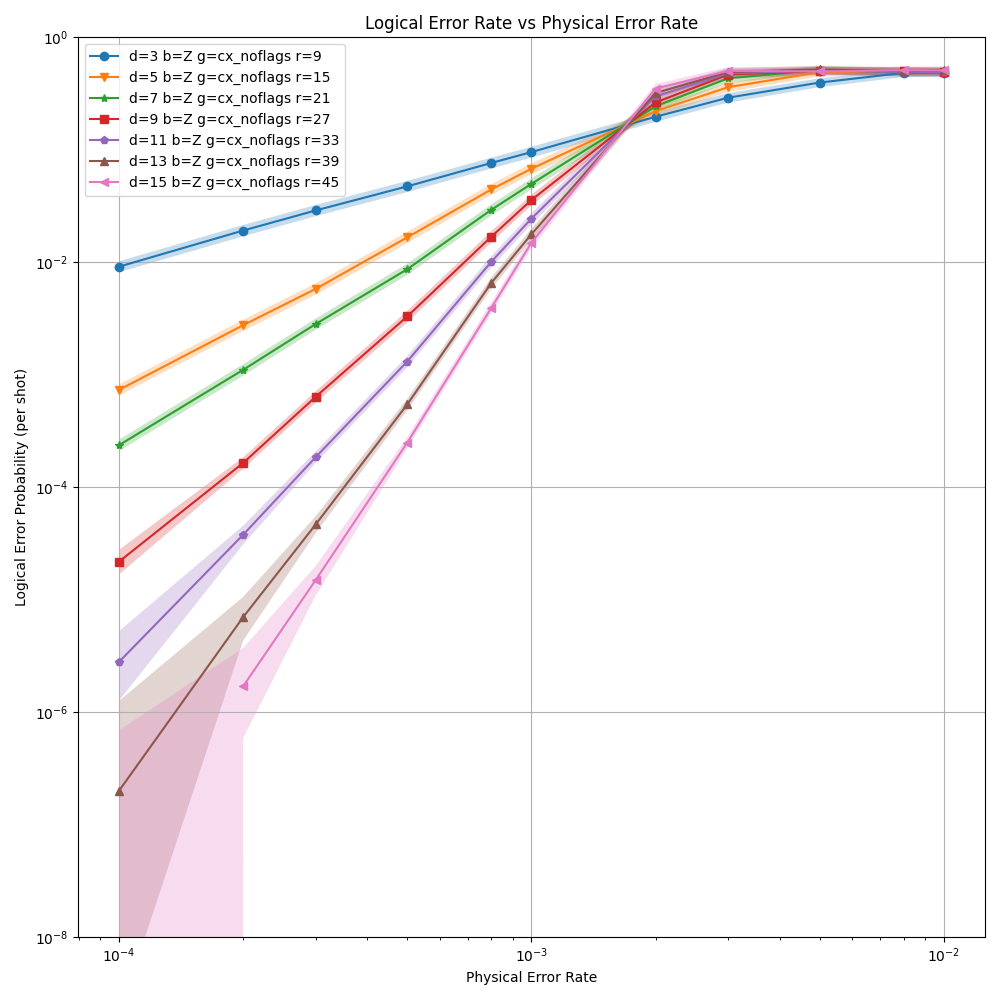 Logical Error Rate vs Physical Error Rate
d=3 b=Z g=cx_noflags r=9
d=5 b=Z g=cx_noflags r=15
d=7 b=Z g=cx_noflags r=21
d=9 b=Z g=cx_noflags r=27
d=11 b=Z g=cx_noflags r=33
d=13 b=Z g=cx_noflags r=39
d=15 b=Z g=cx_noflags r=45
Logical Error Probability (per shot)
10⁰
10⁻²
10⁻⁴
10⁻⁶
10⁻⁸
10⁻⁴ 10⁻³ 10⁻²
Physical Error Rate